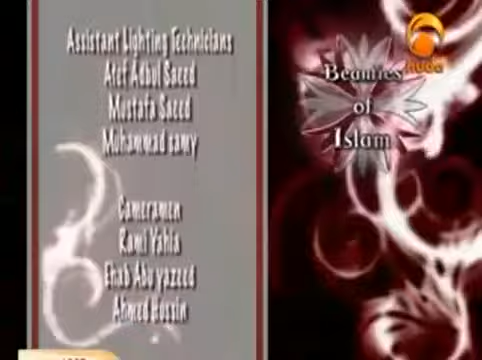 Assistant Lighting Technicians
Atef Adbul Saeed
Mustafa Saeed
Muhammad samy
Cameramen
Rami Yahia
Ehab Abu yazeed
Ahmed Hossin
Beauties
of
Islam
Huda